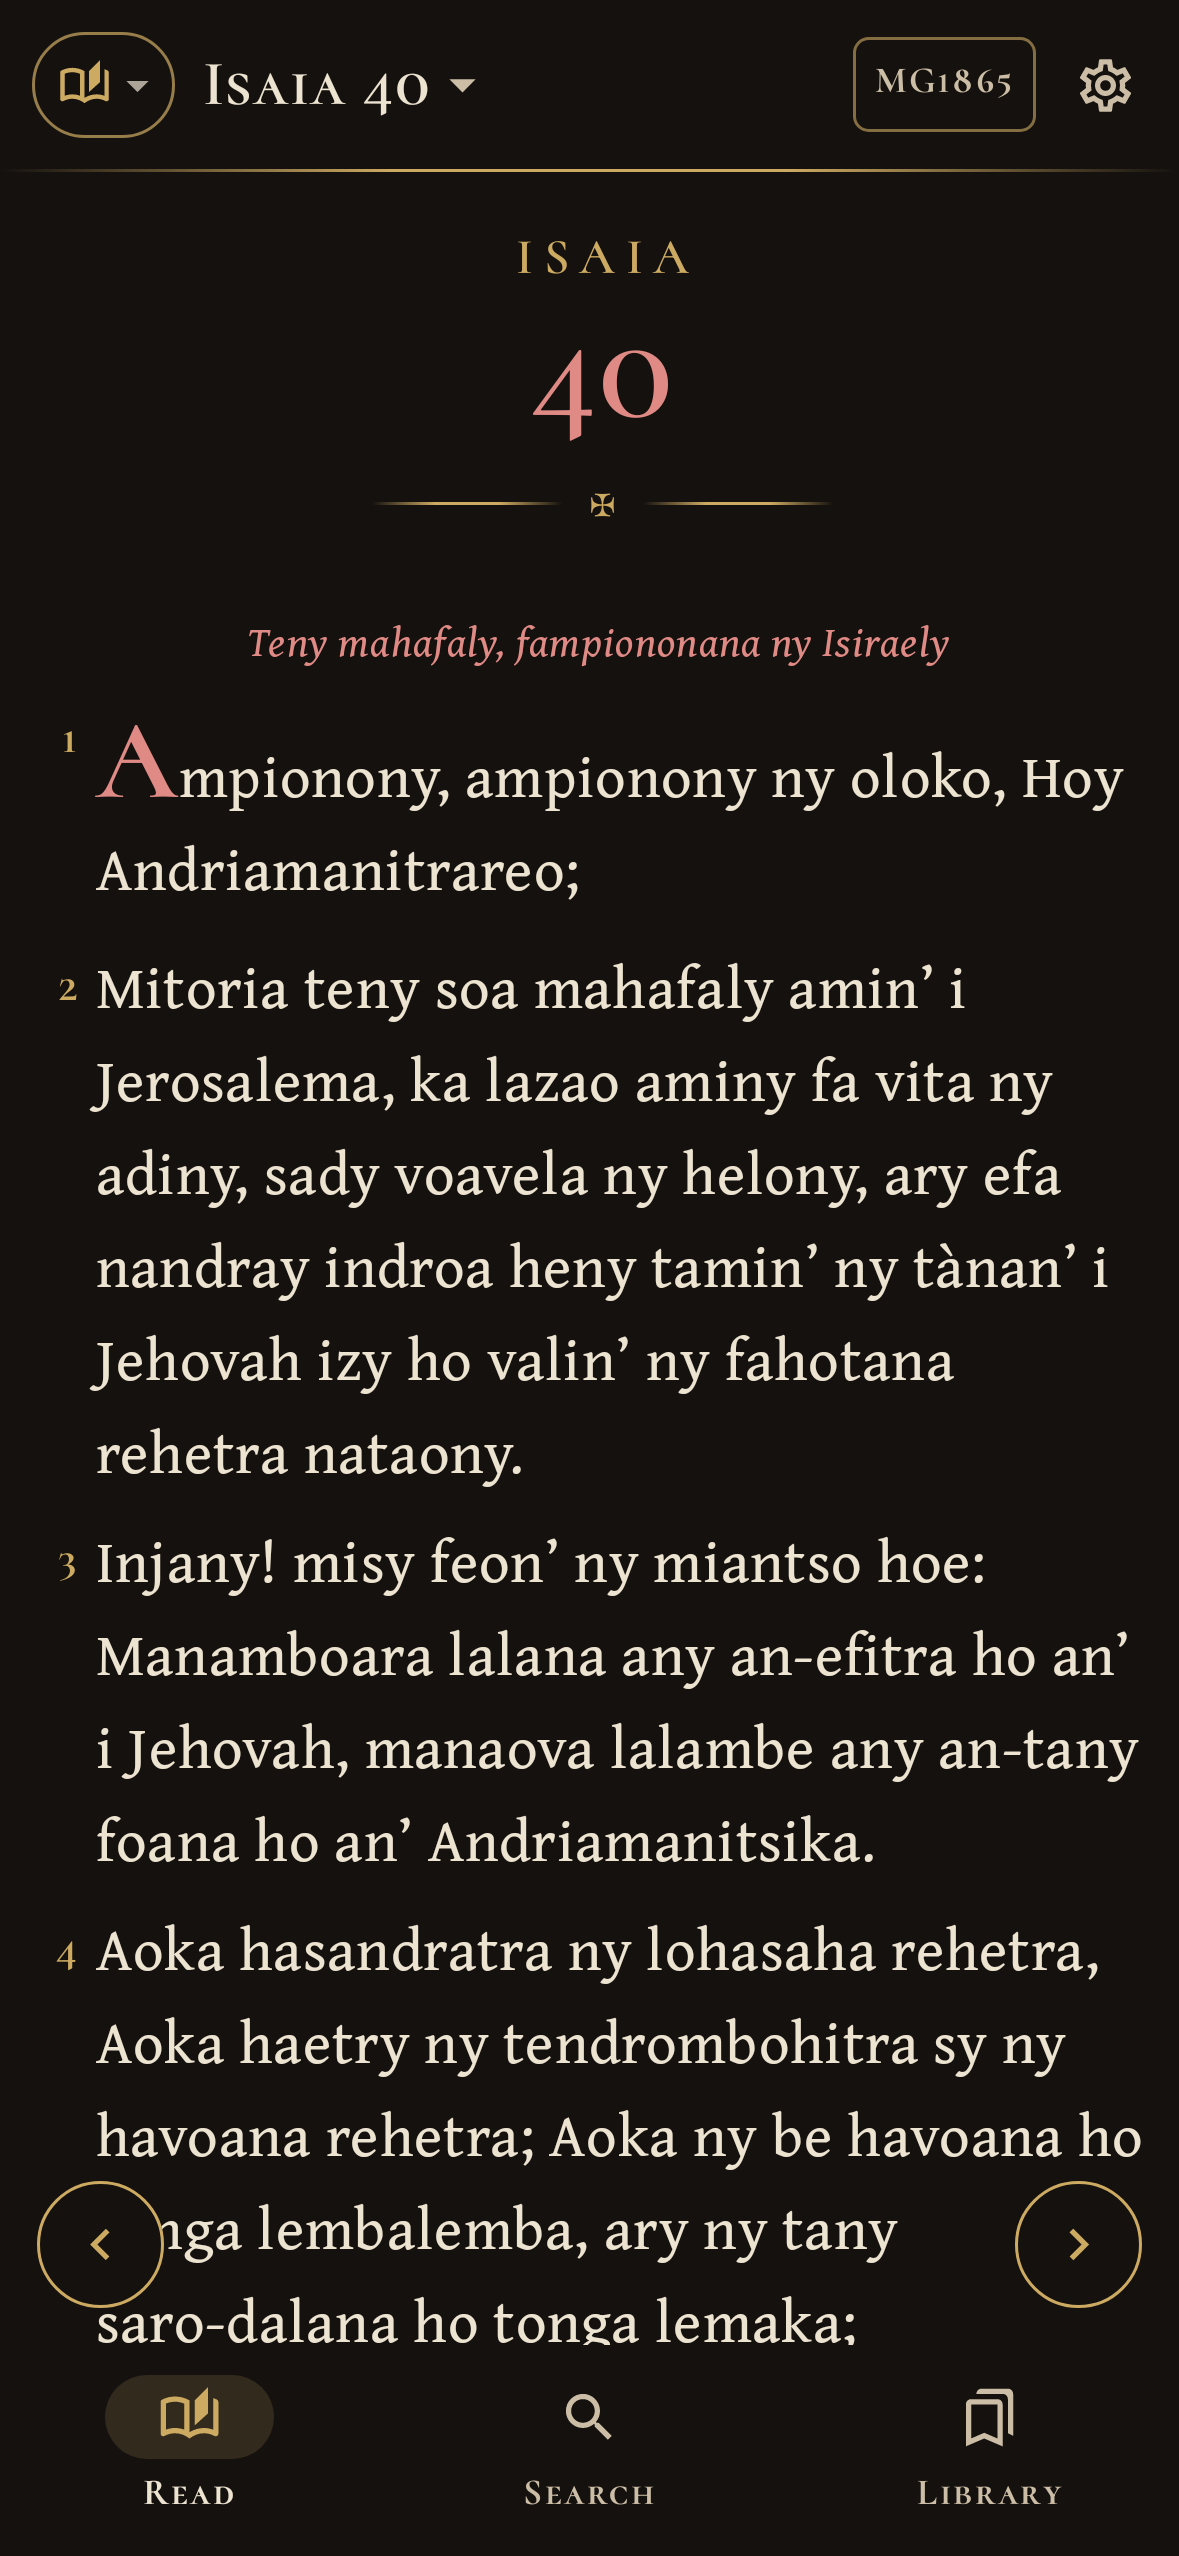 Isaia 40
MG1865
ISAIA
40
✠
Teny mahafaly, fampiononana ny Isiraely
1 Ampionony, ampionony ny oloko, Hoy
Andriamanitrareo;
2 Mitoria teny soa mahafaly amin’ i
Jerosalema, ka lazao aminy fa vita ny
adiny, sady voavela ny helony, ary efa
nandray indroa heny tamin’ ny tànan’ i
Jehovah izy ho valin’ ny fahotana
rehetra nataony.
3 Injany! misy feon’ ny miantso hoe:
Manamboara lalana any an-efitra ho an’
i Jehovah, manaova lalambe any an-tany
foana ho an’ Andriamanitsika.
4 Aoka hasandratra ny lohasaha rehetra,
Aoka haetry ny tendrombohitra sy ny
havoana rehetra; Aoka ny be havoana ho
lembalemba, ary ny tany
saro-dalana ho tonga lemaka;
Read
Search
Library